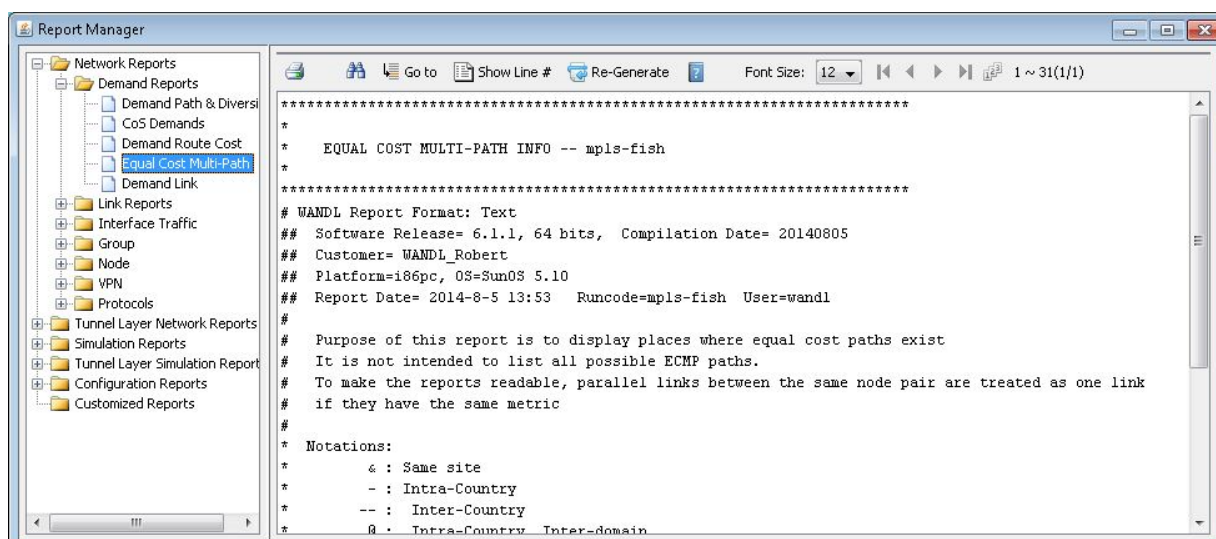 Report Manager
Network Reports
Demand Reports
Demand Path & Diversi
CoS Demands
Demand Route Cost
Equal Cost Multi-Path
Demand Link
Link Reports
Interface Traffic
Group
Node
VPN
Protocols
Tunnel Layer Network Reports
Simulation Reports
Tunnel Layer Simulation Report
Configuration Reports
Customized Reports
Go to Show Line # Re-Generate ? Font Size: 12 1 ~ 31(1/1)
************************************************************************
*
* EQUAL COST MULTI-PATH INFO -- mpls-fish
*
************************************************************************
# WANDL Report Format: Text
## Software Release= 6.1.1, 64 bits, Compilation Date= 20140805
## Customer= WANDL_Robert
## Platform=i86pc, OS=SunOS 5.10
## Report Date= 2014-8-5 13:53 Runcode=mpls-fish User=wandl
#
# Purpose of this report is to display places where equal cost paths exist
# It is not intended to list all possible ECMP paths.
# To make the reports readable, parallel links between the same node pair are treated as one link
# if they have the same metric
#
* Notations:
* & : Same site
* - : Intra-Country
* -- : Inter-Country
* @ : Intra-Country, Inter-domain